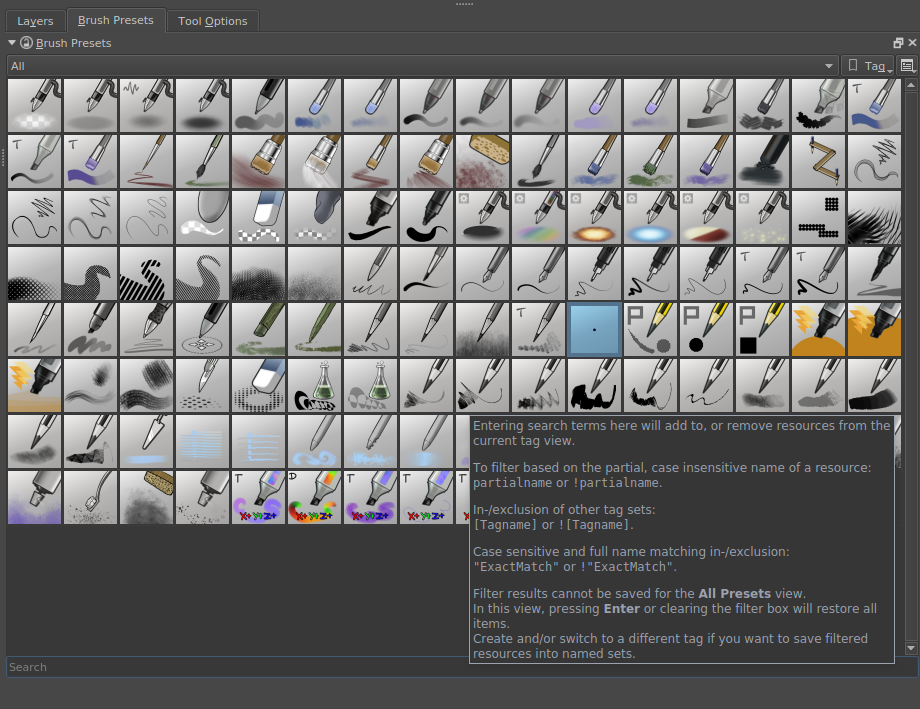 Layers Brush Presets Tool Options
Brush Presets
All Tag
T
T T
T T
T
P P P
T D T T T
X+y+Z+ X+y+Z+ X+y+Z+ X+y+Z+
Entering search terms here will add to, or remove resources from the
current tag view.
To filter based on the partial, case insensitive name of a resource:
partialname or !partialname.
In-/exclusion of other tag sets:
[Tagname] or ![Tagname].
Case sensitive and full name matching in-/exclusion:
"ExactMatch" or !"ExactMatch".
Filter results cannot be saved for the All Presets view.
In this view, pressing Enter or clearing the filter box will restore all
items.
Create and/or switch to a different tag if you want to save filtered
resources into named sets.
Search